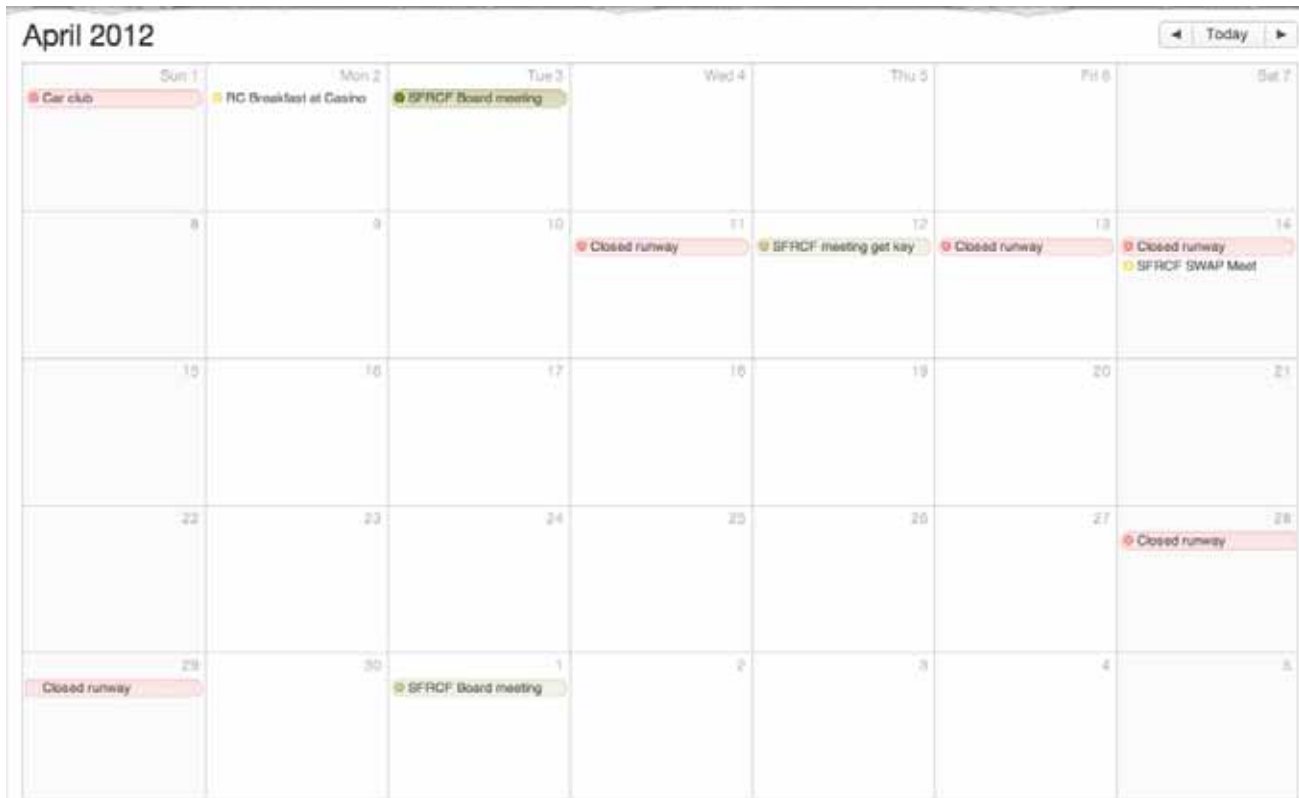 April 2012
◄ Today ►
Sun 1 Mon 2 Tue 3 Wed 4 Thu 5 Fri 6 Sat 7
Car club RC Breakfast at Casino SFRCF Board meeting
8 9 10 11 12 13 14
Closed runway SFRCF meeting get key Closed runway Closed runway
SFRCF SWAP Meet
15 16 17 18 19 20 21
22 23 24 25 26 27 28
Closed runway
29 30 1 2 3 4 5
Closed runway SFRCF Board meeting